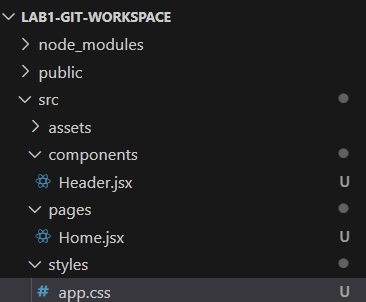 LAB1-GIT-WORKSPACE
node_modules
public
src
assets
components
Header.jsx U
pages
Home.jsx U
styles
# app.css U